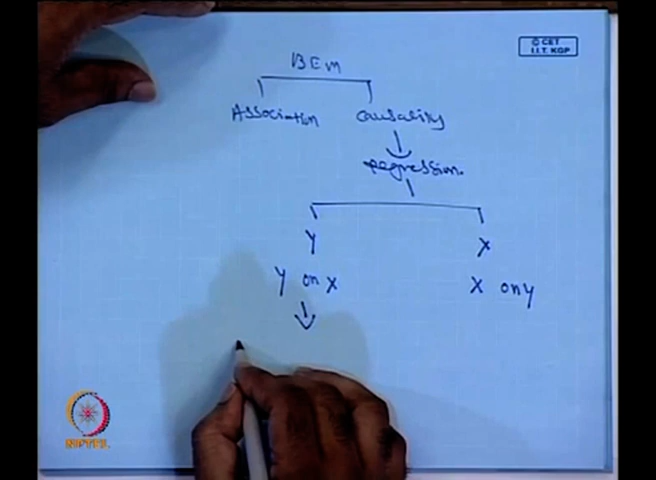 © CET
I.I.T. KGP
BEM
Association Causality
Regression.
Y X
Y on X X on Y
NPTEL